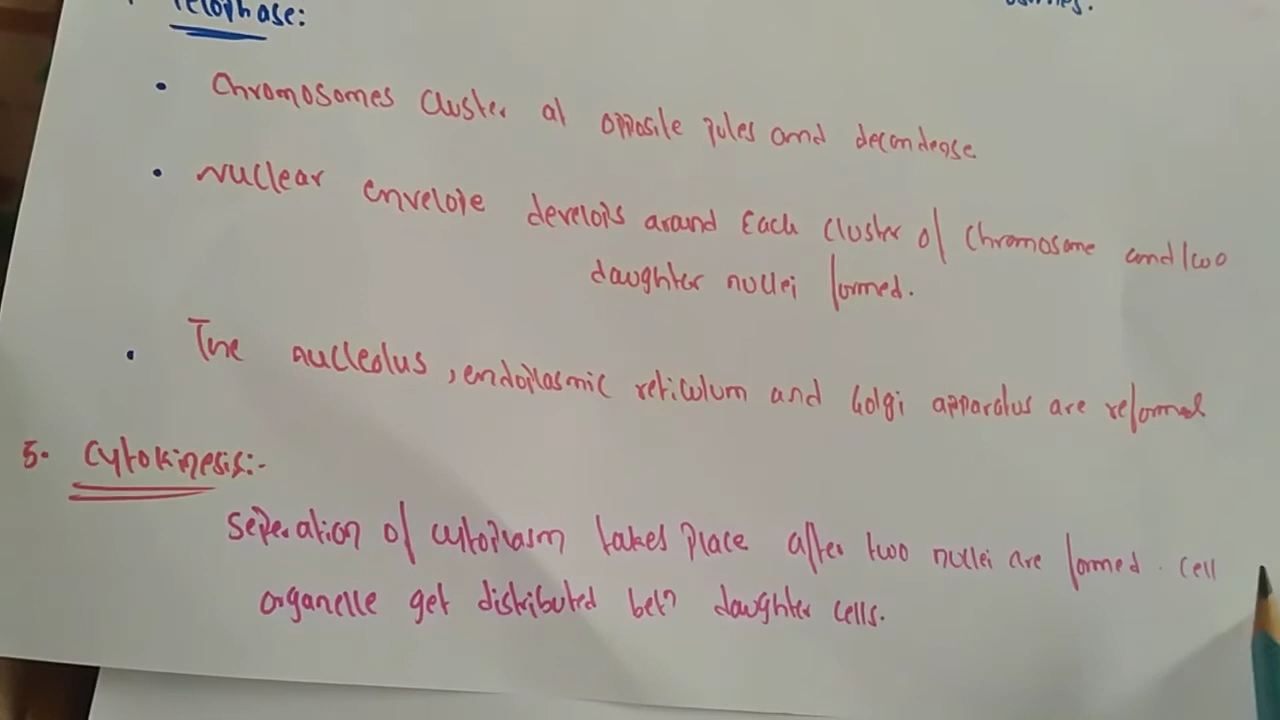 Telophase:
• Chromosomes cluster at opposite poles and decondense
• Nuclear envelope develops around each cluster of chromosome and two
daughter nuclei formed.
• The nucleolus, endoplasmic reticulum and Golgi apparatus are reformed
5. Cytokinesis:-
Seperation of cytoplasm takes place after two nuclei are formed. Cell
organelle get distributed betn daughter cells.